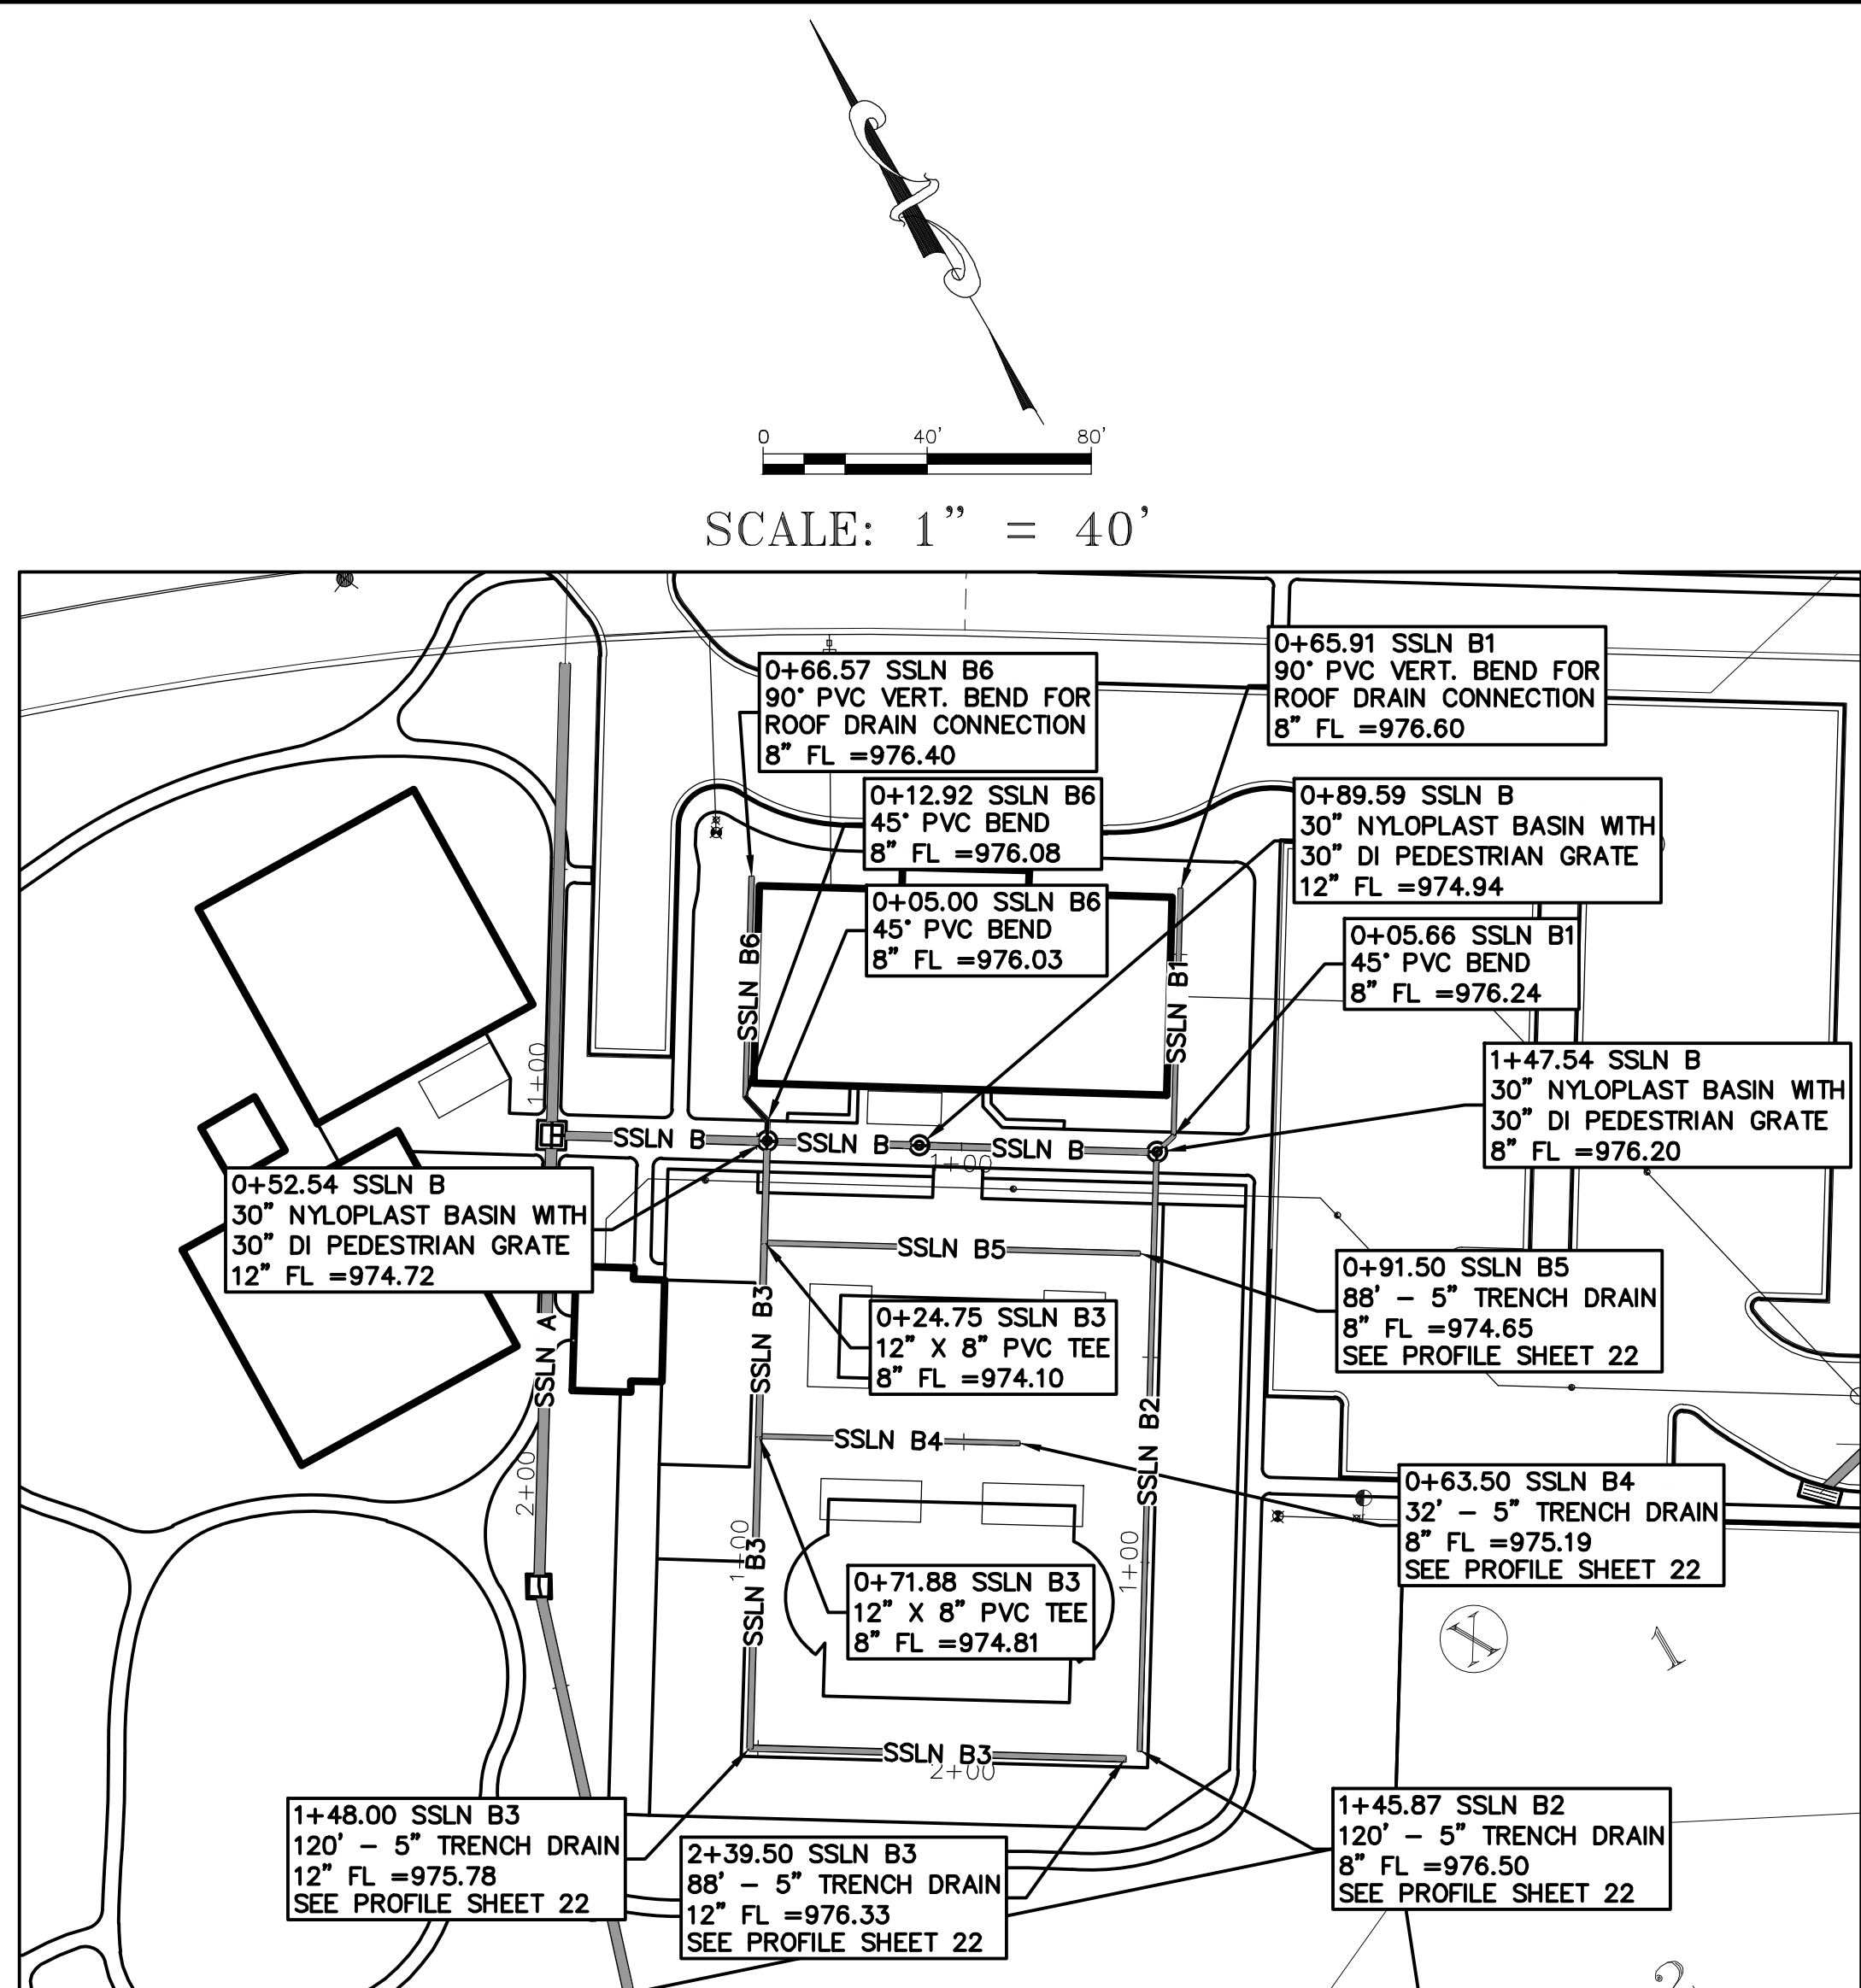 0 40' 80'
SCALE: 1" = 40'
0+66.57 SSLN B6
90° PVC VERT. BEND FOR
ROOF DRAIN CONNECTION
8" FL =976.40
0+65.91 SSLN B1
90° PVC VERT. BEND FOR
ROOF DRAIN CONNECTION
8" FL =976.60
0+12.92 SSLN B6
45° PVC BEND
8" FL =976.08
0+89.59 SSLN B
30" NYLOPLAST BASIN WITH
30" DI PEDESTRIAN GRATE
12" FL =974.94
0+05.00 SSLN B6
45° PVC BEND
8" FL =976.03
0+05.66 SSLN B1
45° PVC BEND
8" FL =976.24
SSLN B6
SSLN B1
1+00
1+47.54 SSLN B
30" NYLOPLAST BASIN WITH
30" DI PEDESTRIAN GRATE
8" FL =976.20
SSLN B
SSLN B
SSLN B
1+00
0+52.54 SSLN B
30" NYLOPLAST BASIN WITH
30" DI PEDESTRIAN GRATE
12" FL =974.72
SSLN B5
0+91.50 SSLN B5
88' – 5" TRENCH DRAIN
8" FL =974.65
SEE PROFILE SHEET 22
SSLN A
SSLN B3
0+24.75 SSLN B3
12" X 8" PVC TEE
8" FL =974.10
SSLN B2
SSLN B4
2+00
0+63.50 SSLN B4
32' – 5" TRENCH DRAIN
8" FL =975.19
SEE PROFILE SHEET 22
1+00
SSLN B3
1+00
0+71.88 SSLN B3
12" X 8" PVC TEE
8" FL =974.81
1
SSLN B3
2+00
1+48.00 SSLN B3
120' – 5" TRENCH DRAIN
12" FL =975.78
SEE PROFILE SHEET 22
2+39.50 SSLN B3
88' – 5" TRENCH DRAIN
12" FL =976.33
SEE PROFILE SHEET 22
1+45.87 SSLN B2
120' – 5" TRENCH DRAIN
8" FL =976.50
SEE PROFILE SHEET 22